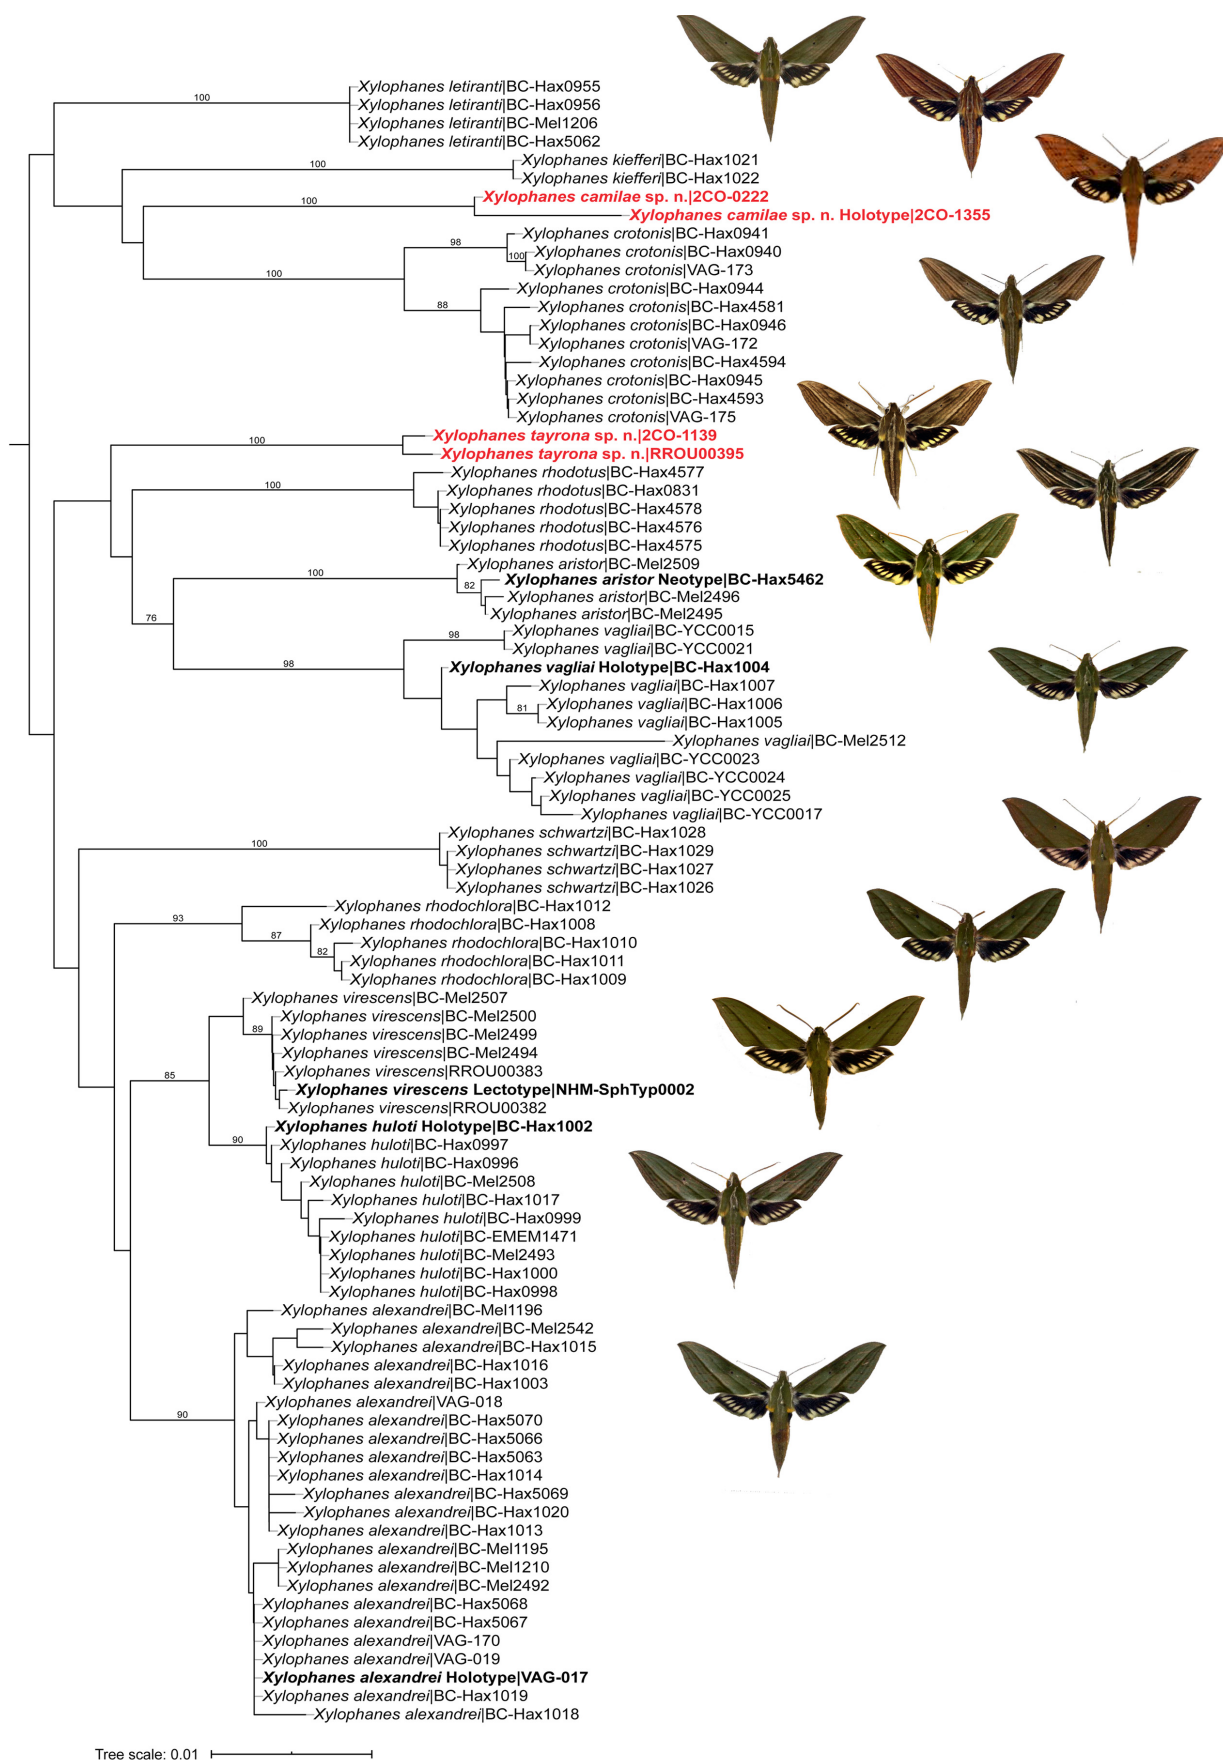 Xylophanes letiranti|BC-Hax0955
100
Xylophanes letiranti|BC-Hax0956
Xylophanes letiranti|BC-Mel1206
Xylophanes letiranti|BC-Hax5062
Xylophanes kiefferi|BC-Hax1021
100
Xylophanes kiefferi|BC-Hax1022
Xylophanes camilae sp. n.|2CO-0222
100
Xylophanes camilae sp. n. Holotype|2CO-1355
Xylophanes crotonis|BC-Hax0941
98
Xylophanes crotonis|BC-Hax0940
100
Xylophanes crotonis|VAG-173
100
Xylophanes crotonis|BC-Hax0944
88
Xylophanes crotonis|BC-Hax4581
Xylophanes crotonis|BC-Hax0946
Xylophanes crotonis|VAG-172
Xylophanes crotonis|BC-Hax4594
Xylophanes crotonis|BC-Hax0945
Xylophanes crotonis|BC-Hax4593
Xylophanes crotonis|VAG-175
Xylophanes tayrona sp. n.|2CO-1139
100
Xylophanes tayrona sp. n.|RROU00395
Xylophanes rhodotus|BC-Hax4577
100
Xylophanes rhodotus|BC-Hax0831
Xylophanes rhodotus|BC-Hax4578
Xylophanes rhodotus|BC-Hax4576
Xylophanes rhodotus|BC-Hax4575
Xylophanes aristor|BC-Mel2509
100
Xylophanes aristor Neotype|BC-Hax5462
82
Xylophanes aristor|BC-Mel2496
Xylophanes aristor|BC-Mel2495
76
Xylophanes vagliai|BC-YCC0015
98
Xylophanes vagliai|BC-YCC0021
98
Xylophanes vagliai Holotype|BC-Hax1004
Xylophanes vagliai|BC-Hax1007
Xylophanes vagliai|BC-Hax1006
81
Xylophanes vagliai|BC-Hax1005
Xylophanes vagliai|BC-Mel2512
Xylophanes vagliai|BC-YCC0023
Xylophanes vagliai|BC-YCC0024
Xylophanes vagliai|BC-YCC0025
Xylophanes vagliai|BC-YCC0017
Xylophanes schwartzi|BC-Hax1028
100
Xylophanes schwartzi|BC-Hax1029
Xylophanes schwartzi|BC-Hax1027
Xylophanes schwartzi|BC-Hax1026
Xylophanes rhodochlora|BC-Hax1012
93
Xylophanes rhodochlora|BC-Hax1008
87
Xylophanes rhodochlora|BC-Hax1010
82
Xylophanes rhodochlora|BC-Hax1011
Xylophanes rhodochlora|BC-Hax1009
Xylophanes virescens|BC-Mel2507
Xylophanes virescens|BC-Mel2500
89
Xylophanes virescens|BC-Mel2499
Xylophanes virescens|BC-Mel2494
Xylophanes virescens|RROU00383
85
Xylophanes virescens Lectotype|NHM-SphTyp0002
Xylophanes virescens|RROU00382
Xylophanes huloti Holotype|BC-Hax1002
90
Xylophanes huloti|BC-Hax0997
Xylophanes huloti|BC-Hax0996
Xylophanes huloti|BC-Mel2508
Xylophanes huloti|BC-Hax1017
Xylophanes huloti|BC-Hax0999
Xylophanes huloti|BC-EMEM1471
Xylophanes huloti|BC-Mel2493
Xylophanes huloti|BC-Hax1000
Xylophanes huloti|BC-Hax0998
Xylophanes alexandrei|BC-Mel1196
Xylophanes alexandrei|BC-Mel2542
Xylophanes alexandrei|BC-Hax1015
Xylophanes alexandrei|BC-Hax1016
Xylophanes alexandrei|BC-Hax1003
Xylophanes alexandrei|VAG-018
90
Xylophanes alexandrei|BC-Hax5070
Xylophanes alexandrei|BC-Hax5066
Xylophanes alexandrei|BC-Hax5063
Xylophanes alexandrei|BC-Hax1014
Xylophanes alexandrei|BC-Hax5069
Xylophanes alexandrei|BC-Hax1020
Xylophanes alexandrei|BC-Hax1013
Xylophanes alexandrei|BC-Mel1195
Xylophanes alexandrei|BC-Mel1210
Xylophanes alexandrei|BC-Mel2492
Xylophanes alexandrei|BC-Hax5068
Xylophanes alexandrei|BC-Hax5067
Xylophanes alexandrei|VAG-170
Xylophanes alexandrei|VAG-019
Xylophanes alexandrei Holotype|VAG-017
Xylophanes alexandrei|BC-Hax1019
Xylophanes alexandrei|BC-Hax1018
Tree scale: 0.01